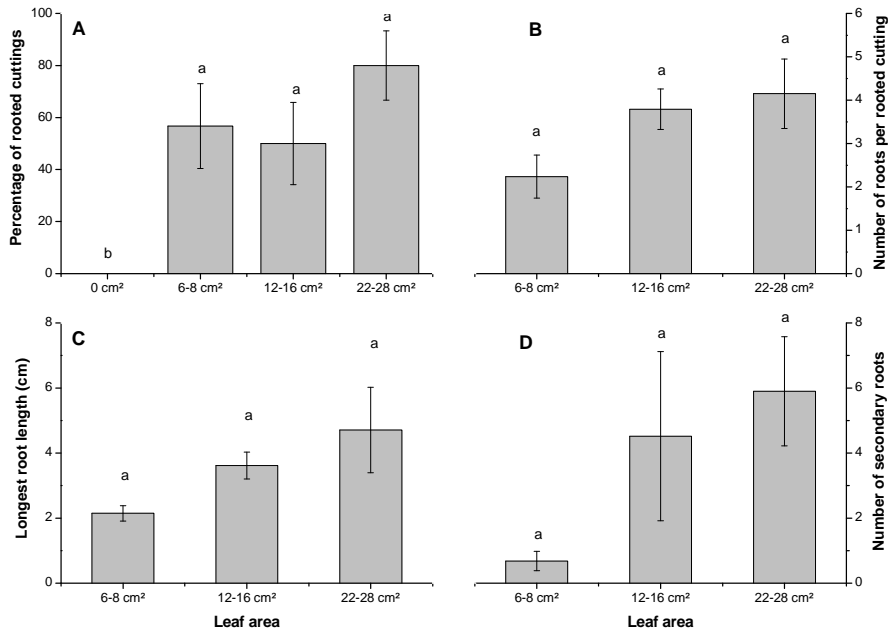 A
Percentage of rooted cuttings
100
80
60
40
20
0
b
a
a
a
0 cm²
6-8 cm²
12-16 cm²
22-28 cm²
B
Number of roots per rooted cutting
6
5
4
3
2
1
0
a
a
a
6-8 cm²
12-16 cm²
22-28 cm²
C
Longest root length (cm)
8
6
4
2
0
a
a
a
6-8 cm²
12-16 cm²
22-28 cm²
Leaf area
D
Number of secondary roots
8
6
4
2
0
a
a
a
6-8 cm²
12-16 cm²
22-28 cm²
Leaf area